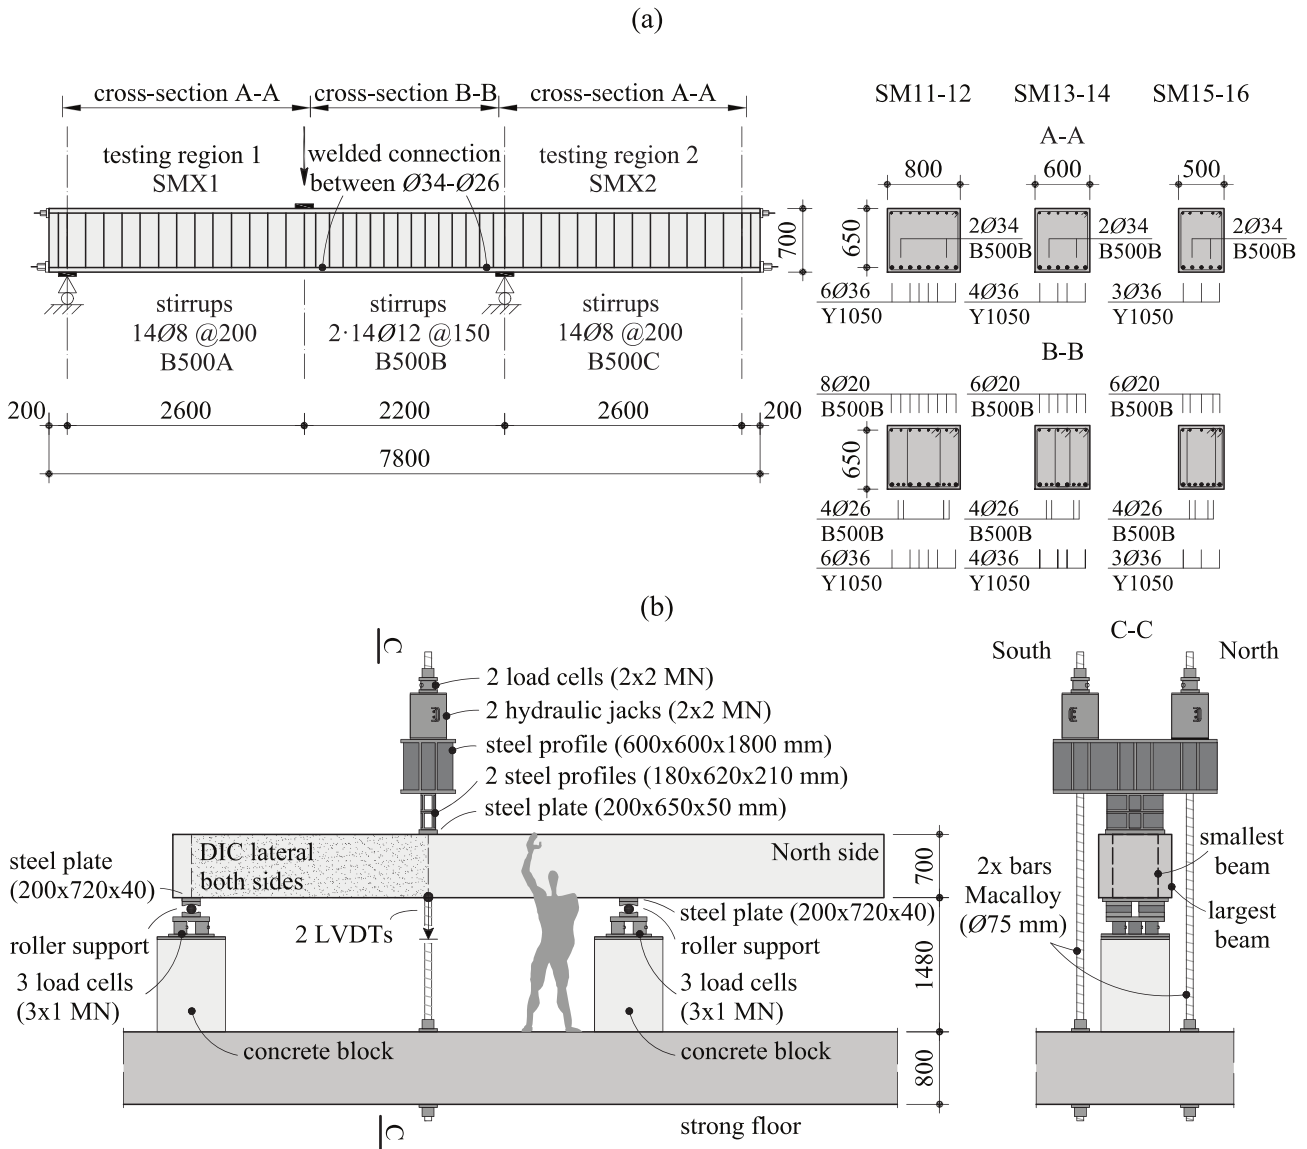 (a)
cross-section A-A
cross-section B-B
cross-section A-A
testing region 1
SMX1
welded connection
between Ø34-Ø26
testing region 2
SMX2
700
stirrups
14Ø8 @200
B500A
stirrups
2·14Ø12 @150
B500B
stirrups
14Ø8 @200
B500C
200
2600
2200
2600
200
7800
SM11-12
SM13-14
SM15-16
A-A
800
600
500
650
2Ø34
B500B
2Ø34
B500B
2Ø34
B500B
6Ø36
Y1050
4Ø36
Y1050
3Ø36
Y1050
B-B
8Ø20
B500B
6Ø20
B500B
6Ø20
B500B
650
4Ø26
B500B
4Ø26
B500B
4Ø26
B500B
6Ø36
Y1050
4Ø36
Y1050
3Ø36
Y1050
(b)
C
2 load cells (2x2 MN)
2 hydraulic jacks (2x2 MN)
steel profile (600x600x1800 mm)
2 steel profiles (180x620x210 mm)
steel plate (200x650x50 mm)
DIC lateral
both sides
North side
steel plate
(200x720x40)
roller support
3 load cells
(3x1 MN)
2 LVDTs
steel plate (200x720x40)
roller support
3 load cells
(3x1 MN)
concrete block
concrete block
700
1480
800
C
strong floor
C-C
South
North
smallest
beam
largest
beam
2x bars
Macalloy
(Ø75 mm)